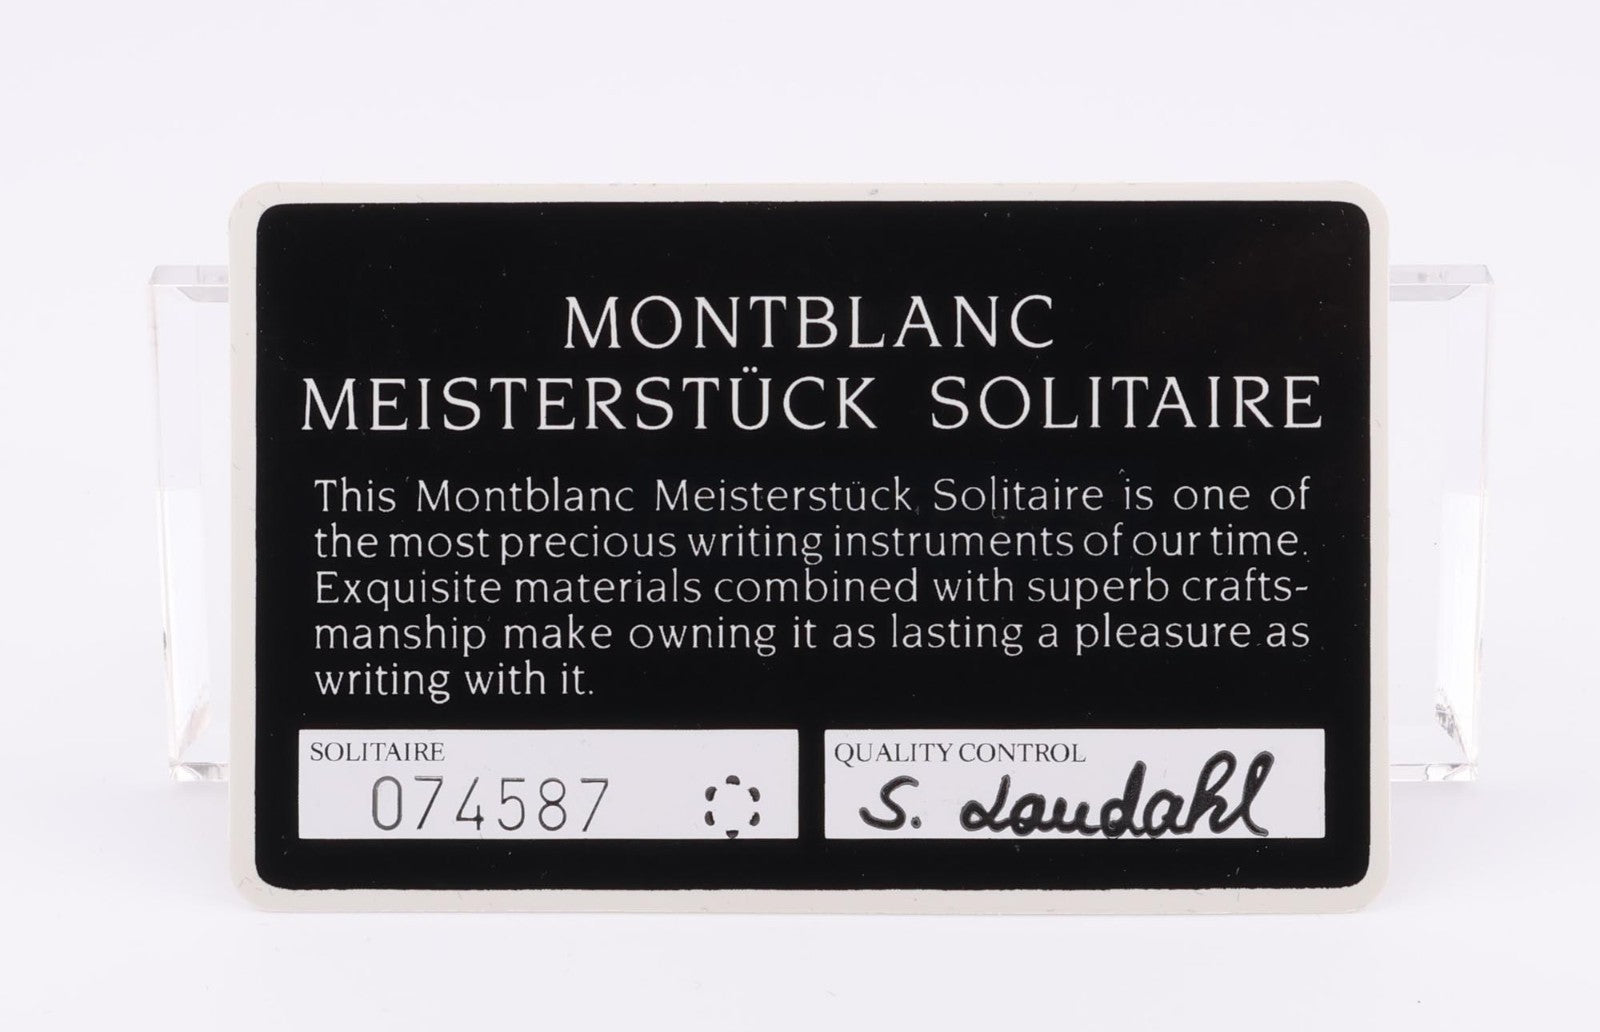 MONTBLANC
MEISTERSTÜCK SOLITAIRE
This Montblanc Meisterstück Solitaire is one of
the most precious writing instruments of our time.
Exquisite materials combined with superb crafts-
manship make owning it as lasting a pleasure as
writing with it.
SOLITAIRE
074587
QUALITY CONTROL
S.